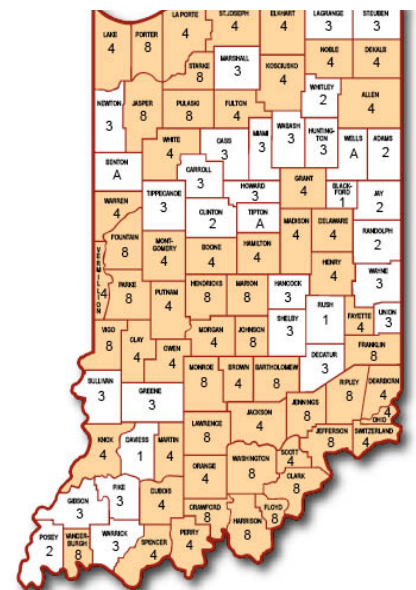 LA PORTE
4
ST.JOSEPH
4
ELKHART
4
LAGRANGE
3
STEUBEN
3
LAKE
4
PORTER
8
NOBLE
4
DEKALB
4
MARSHALL
3
STARKE
8
KOSCIUSKO
4
WHITLEY
2
ALLEN
4
NEWTON
3
JASPER
8
PULASKI
8
FULTON
4
MIAMI
3
WABASH
3
HUNTING-
TON
3
WELLS
A
ADAMS
2
WHITE
4
CASS
3
BENTON
A
CARROLL
3
HOWARD
3
GRANT
4
BLACK-
FORD
1
JAY
2
WARREN
4
TIPPECANOE
3
CLINTON
2
TIPTON
A
MADISON
4
DELAWARE
4
RANDOLPH
2
FOUNTAIN
8
MONT-
GOMERY
4
BOONE
4
HAMILTON
4
HENRY
4
WAYNE
3
VERMILLION
4
PARKE
8
PUTNAM
4
HENDRICKS
8
MARION
8
HANCOCK
3
RUSH
1
FAYETTE
4
UNION
3
SHELBY
3
VIGO
8
CLAY
4
OWEN
4
MORGAN
4
JOHNSON
8
DECATUR
3
FRANKLIN
8
SULLIVAN
3
GREENE
3
MONROE
8
BROWN
4
BARTHOLOMEW
8
RIPLEY
8
DEARBORN
4
JENNINGS
8
OHIO
4
JACKSON
4
KNOX
4
DAVIESS
1
MARTIN
4
LAWRENCE
8
JEFFERSON
8
SWITZERLAND
4
SCOTT
4
ORANGE
4
WASHINGTON
8
CLARK
8
GIBSON
3
PIKE
3
DUBOIS
4
CRAWFORD
8
FLOYD
8
HARRISON
8
POSEY
2
VANDER-
BURGH
8
WARRICK
3
SPENCER
4
PERRY
4